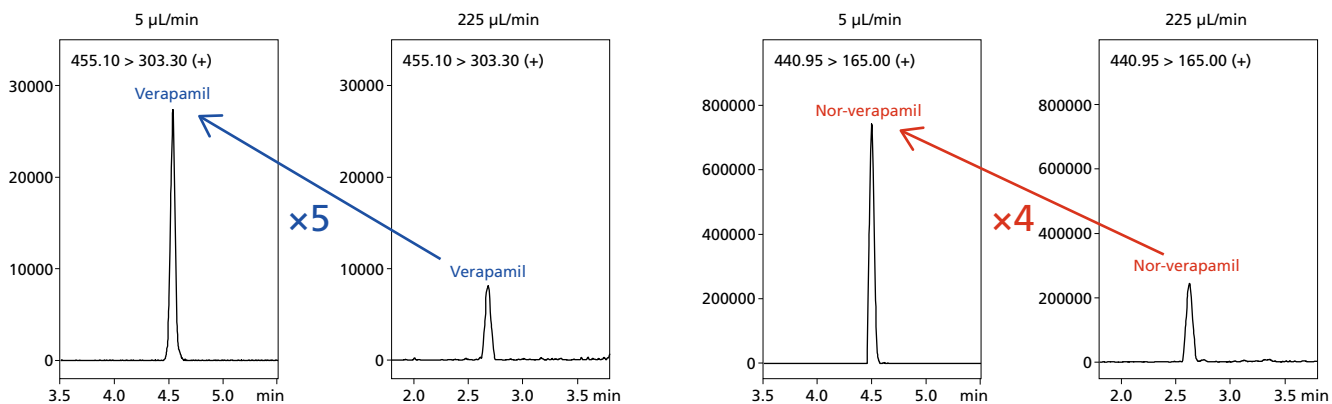 5 µL/min
225 µL/min
455.10 > 303.30 (+)
Verapamil
30000
20000
10000
0
3.5 4.0 4.5 5.0 min
455.10 > 303.30 (+)
Verapamil
30000
20000
10000
0
2.0 2.5 3.0 3.5 min
×5
5 µL/min
225 µL/min
440.95 > 165.00 (+)
Nor-verapamil
800000
600000
400000
200000
0
3.5 4.0 4.5 5.0 min
440.95 > 165.00 (+)
Nor-verapamil
800000
600000
400000
200000
0
2.0 2.5 3.0 3.5 min
×4